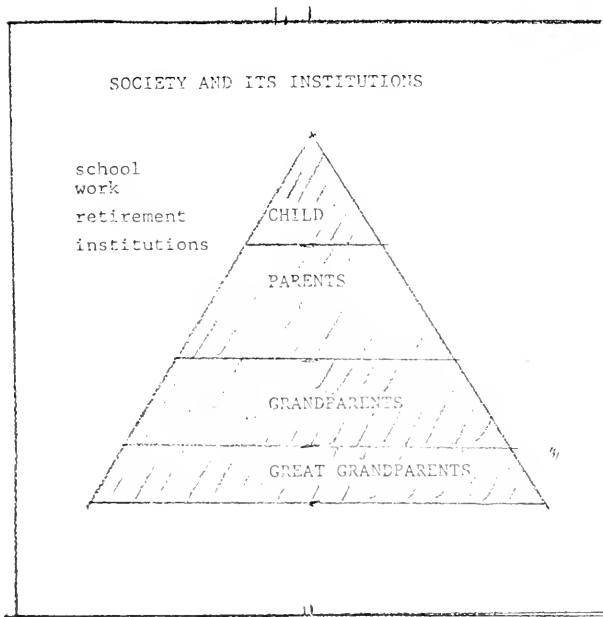 SOCIETY AND ITS INSTITUTIONS
school
work
retirement
institutions
CHILD
PARENTS
GRANDPARENTS
GREAT GRANDPARENTS